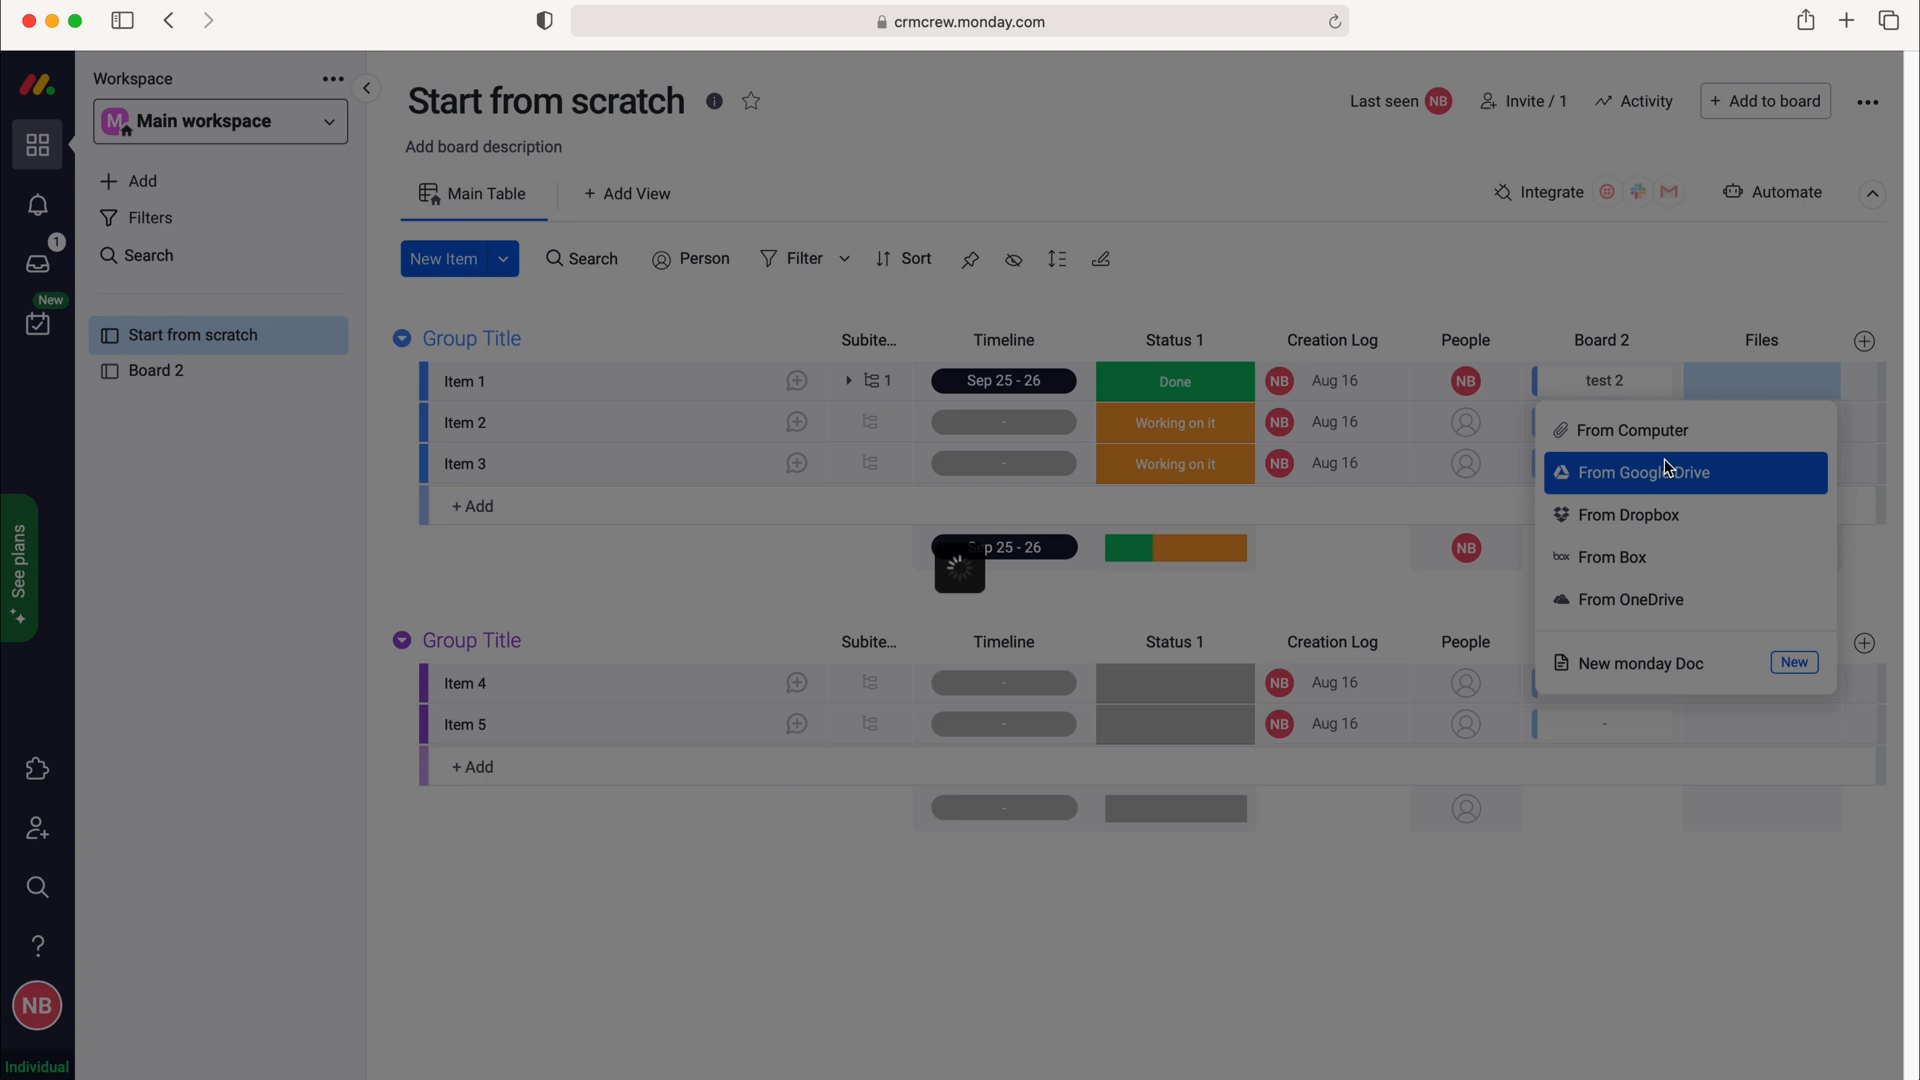 crmcrew.monday.com
Workspace
M Main workspace
Add
Filters
Search
Start from scratch
Board 2
1
New
See plans
NB
Individual
Start from scratch
Add board description
Last seen NB
Invite / 1
Activity
+ Add to board
Main Table
+ Add View
Integrate
Automate
New Item
Search
Person
Filter
Sort
Group Title Subite... Timeline Status 1 Creation Log People Board 2 Files
Item 1 1 Sep 25 - 26 Done NB Aug 16 NB test 2
Item 2 - Working on it NB Aug 16
Item 3 - Working on it NB Aug 16
+ Add
Sep 25 - 26 NB
From Computer
From Google Drive
From Dropbox
box From Box
From OneDrive
New monday Doc New
Group Title Subite... Timeline Status 1 Creation Log People
Item 4 - NB Aug 16
Item 5 - NB Aug 16 -
+ Add
-